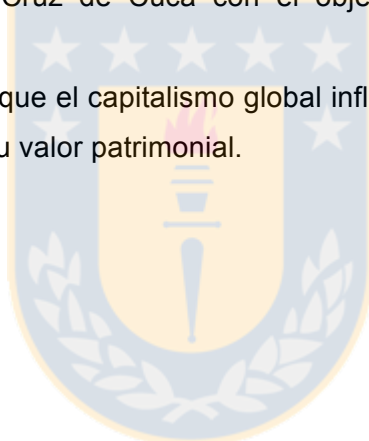 Cruz de Cuca con el obje
que el capitalismo global infl
u valor patrimonial.